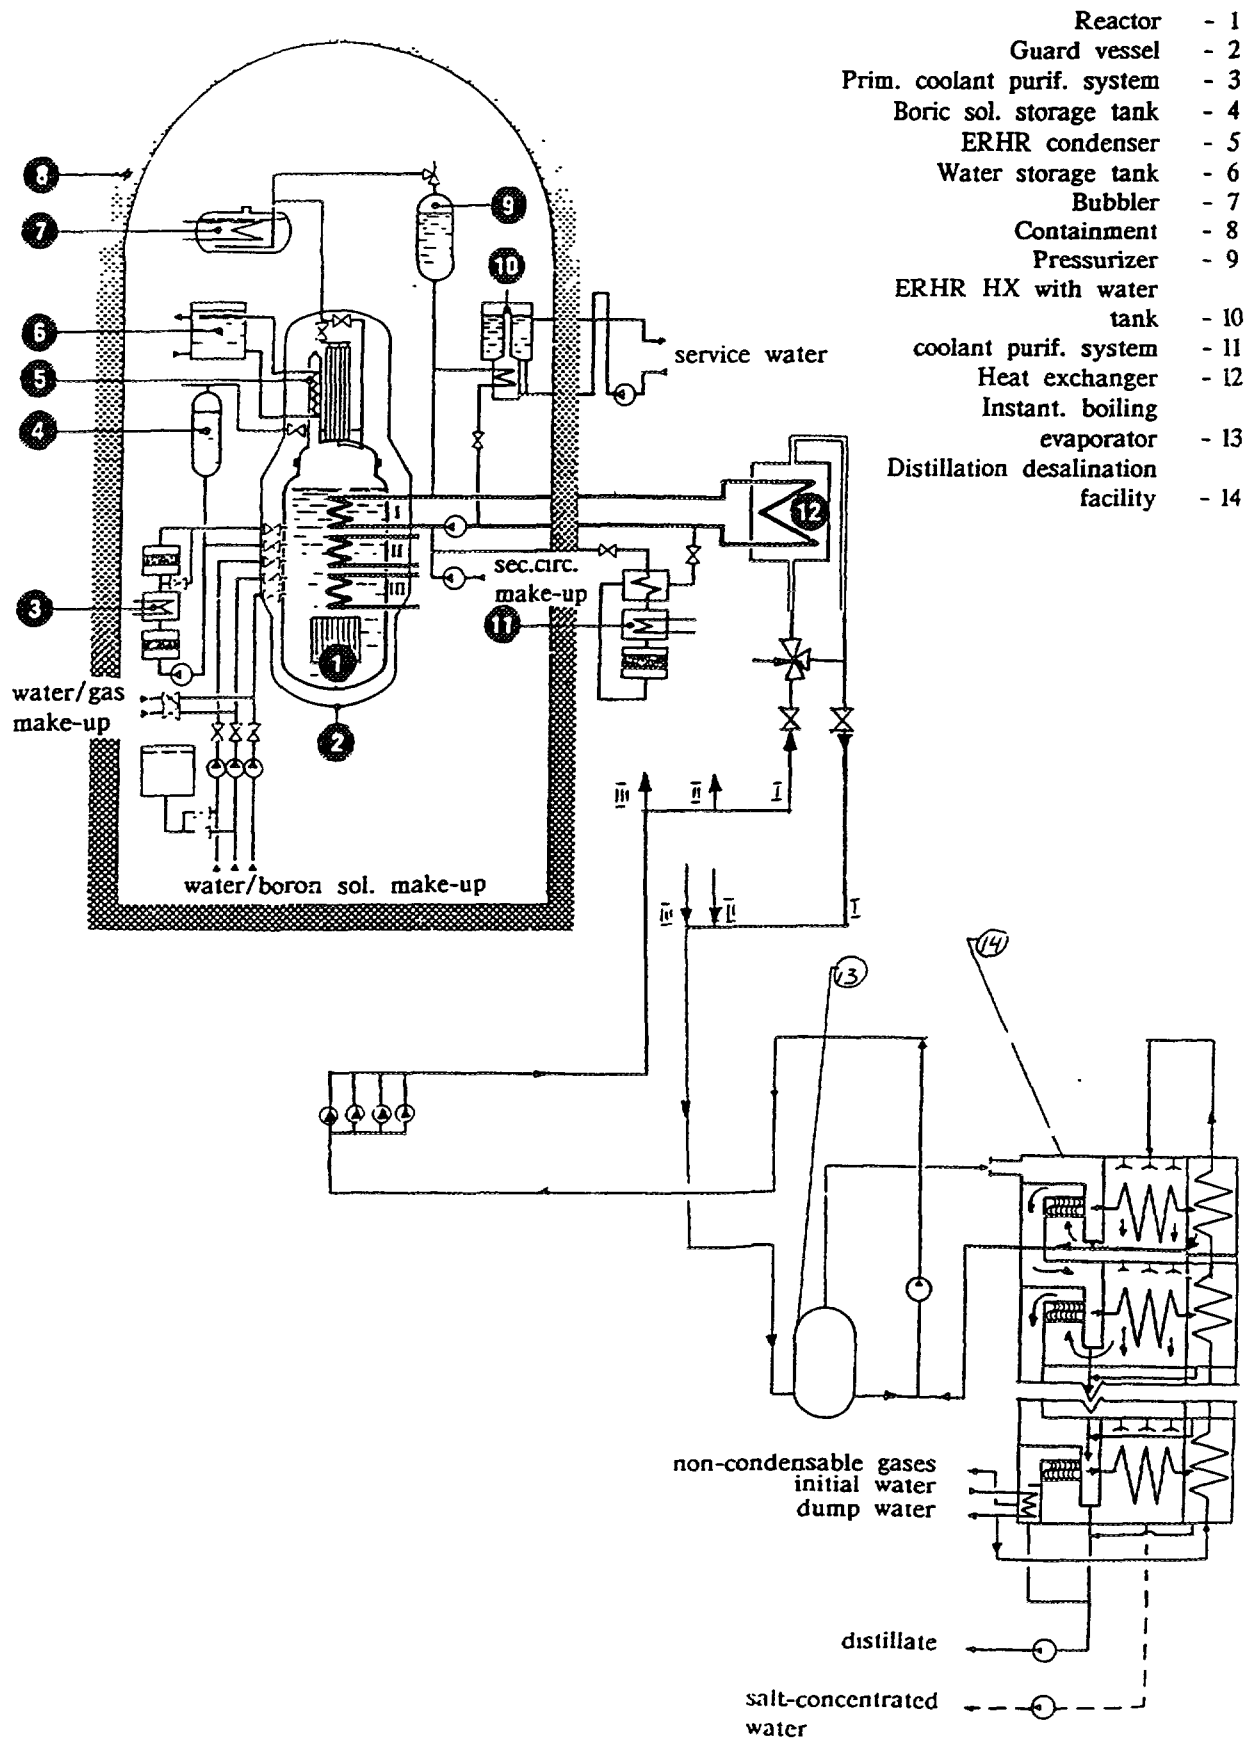 Reactor - 1
Guard vessel - 2
Prim. coolant purif. system - 3
Boric sol. storage tank - 4
ERHR condenser - 5
Water storage tank - 6
Bubbler - 7
Containment - 8
Pressurizer - 9
ERHR HX with water
tank - 10
coolant purif. system - 11
Heat exchanger - 12
Instant. boiling
evaporator - 13
Distillation desalination
facility - 14
8
7
9
10
6
5
4
service water
12
I
II
III
sec.circ.
make-up
3
11
1
water/gas
make-up
2
III
II
I
water/boron sol. make-up
III
II
I
14
13
non-condensable gases
initial water
dump water
distillate
salt-concentrated
water